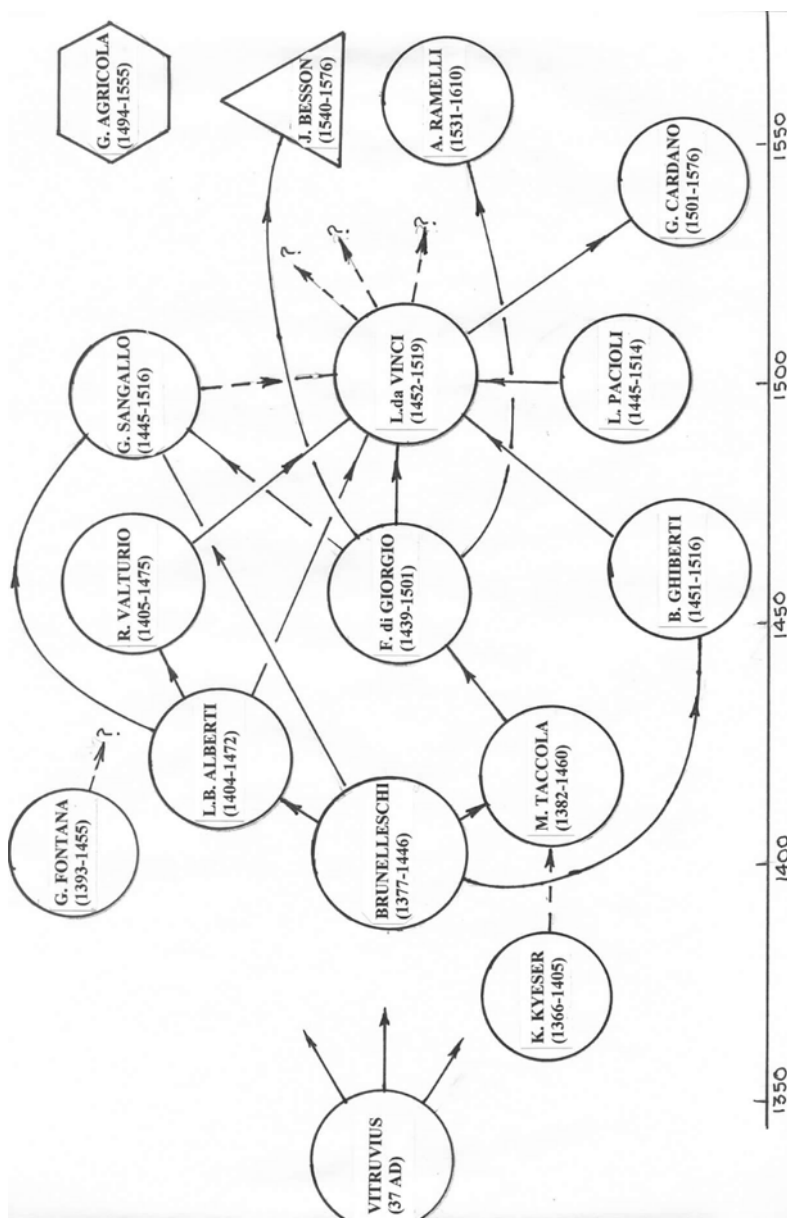 G. AGRICOLA
(1494-1555)
J. BESSON
(1540-1576)
A. RAMELLI
(1531-1610)
G. CARDANO
(1501-1576)
?
?
?
G. SANGALLO
(1445-1516)
L.da VINCI
(1452-1519)
L. PACIOLI
(1445-1514)
R. VALTURIO
(1405-1475)
F. di GIORGIO
(1439-1501)
B. GHIBERTI
(1451-1516)
G. FONTANA
(1393-1455)
?
L.B. ALBERTI
(1404-1472)
BRUNELLESCHI
(1377-1446)
M. TACCOLA
(1382-1460)
K. KYESER
(1366-1405)
VITRUVIUS
(37 AD)
1350
1400
1450
1500
1550